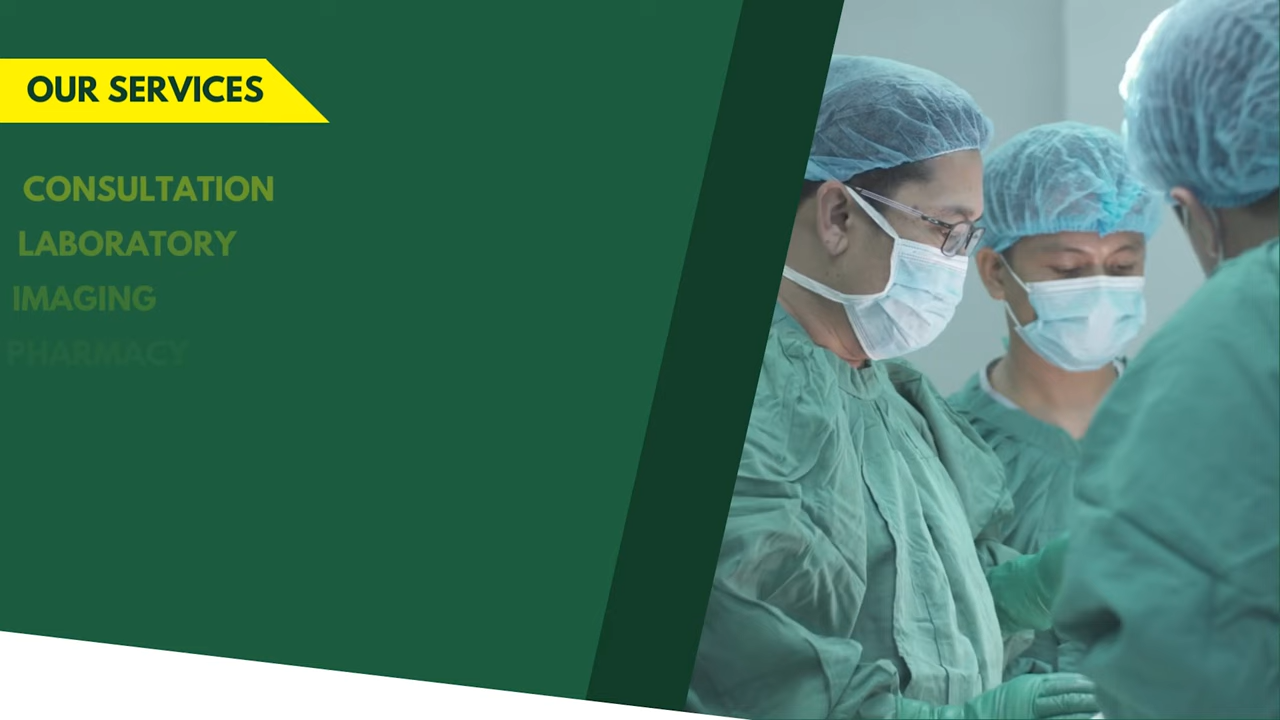 OUR SERVICES
CONSULTATION
LABORATORY
IMAGING
PHARMACY